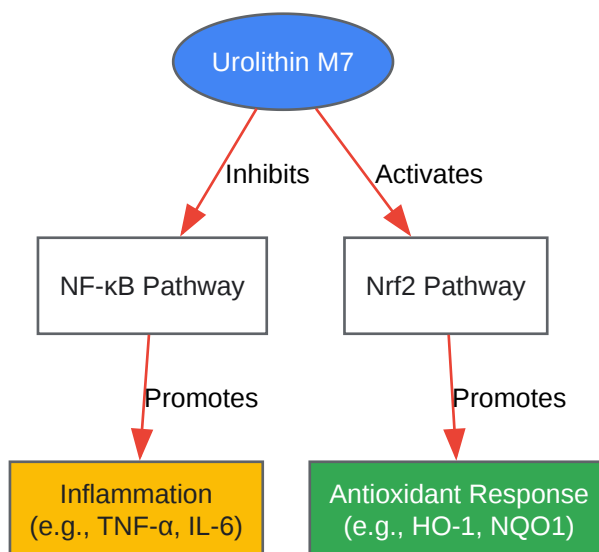 Urolithin M7
Inhibits
Activates
NF-κB Pathway
Nrf2 Pathway
Promotes
Promotes
Inflammation
(e.g., TNF-α, IL-6)
Antioxidant Response
(e.g., HO-1, NQO1)